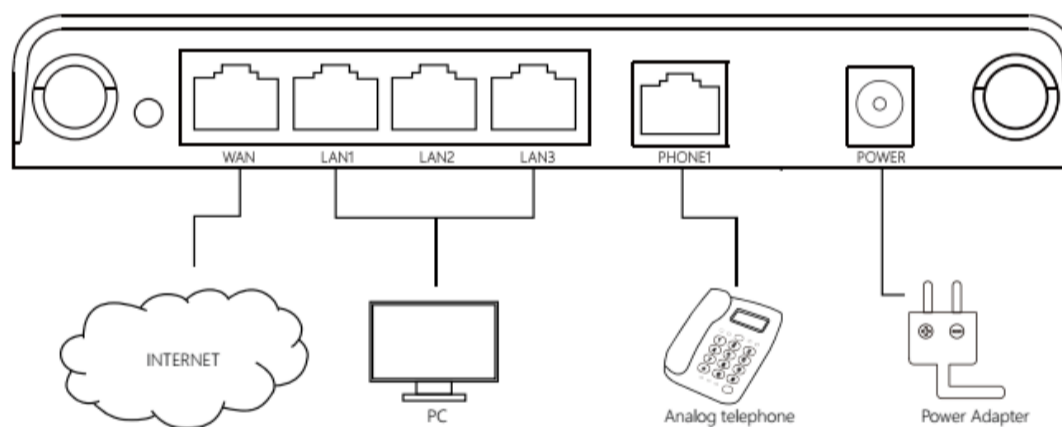 WAN LAN1 LAN2 LAN3 PHONE1 POWER
INTERNET
PC
Analog telephone
Power Adapter